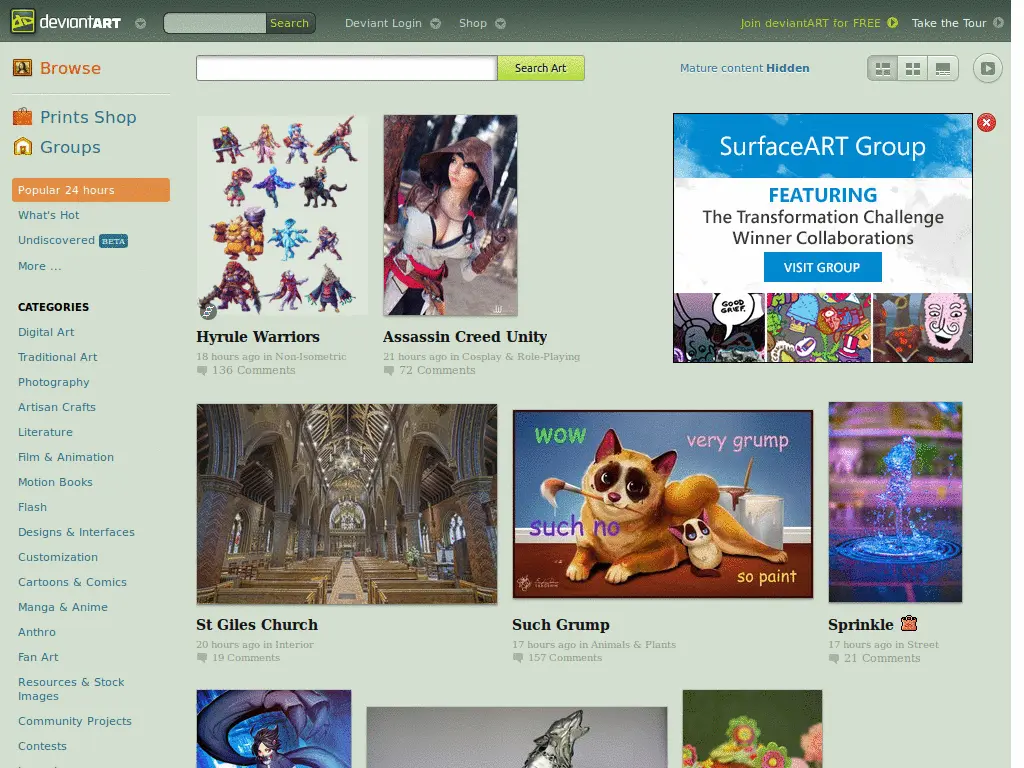 deviantART
Search
Deviant Login
Shop
Join deviantART for FREE
Take the Tour
Browse
Prints Shop
Groups
Search Art
Mature content Hidden
Popular 24 hours
What's Hot
Undiscovered BETA
More ...
CATEGORIES
Digital Art
Traditional Art
Photography
Artisan Crafts
Literature
Film & Animation
Motion Books
Flash
Designs & Interfaces
Customization
Cartoons & Comics
Manga & Anime
Anthro
Fan Art
Resources & Stock
Images
Community Projects
Contests
Hyrule Warriors
18 hours ago in Non-Isometric
136 Comments
Assassin Creed Unity
21 hours ago in Cosplay & Role-Playing
72 Comments
SurfaceART Group
FEATURING
The Transformation Challenge
Winner Collaborations
VISIT GROUP
GOOD
GRIEF.
St Giles Church
20 hours ago in Interior
19 Comments
wow
very grump
such no
so paint
Such Grump
17 hours ago in Animals & Plants
157 Comments
Sprinkle
17 hours ago in Street
21 Comments